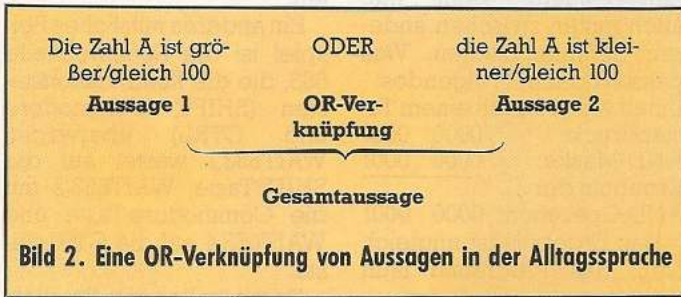 Die Zahl A ist grö-
ßer/gleich 100
ODER
die Zahl A ist klei-
ner/gleich 100
Aussage 1
OR-Ver-
knüpfung
Aussage 2
Gesamtaussage
Bild 2. Eine OR-Verknüpfung von Aussagen in der Alltagssprache